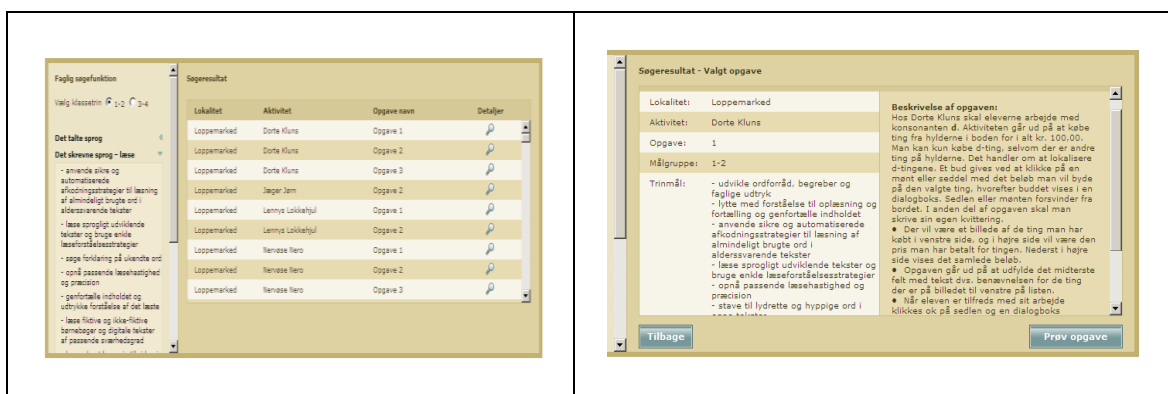 Faglig søgefunktion
Vælg klassetrin 1-2 3-4
Det talte sprog
Det skrevne sprog - læse
- anvende sikre og
automatiserede
afkodningsstrategier til læsning
af almindeligt brugte ord i
alderssvarende tekster
- læse sprogligt udviklende
tekster og bruge enkle
læseforståelsesstrategier
- søge forklaring på ukendte ord
- opnå passende læsehastighed
og præcision
- genfortælle indholdet og
udtrykke forståelse af det læste
- læse fiktive og ikke-fiktive
børnebøger og digitale tekster
af passende sværhedsgrad
Søgeresultat
Lokalitet Aktivitet Opgave navn Detaljer
Loppemarked Dorte Kluns Opgave 1
Loppemarked Dorte Kluns Opgave 2
Loppemarked Dorte Kluns Opgave 3
Loppemarked Jæger Jørn Opgave 2
Loppemarked Lennys Lokkehjul Opgave 1
Loppemarked Lennys Lokkehjul Opgave 2
Loppemarked Nervøse Nero Opgave 1
Loppemarked Nervøse Nero Opgave 2
Loppemarked Nervøse Nero Opgave 3
Søgeresultat - Valgt opgave
Lokalitet: Loppemarked
Aktivitet: Dorte Kluns
Opgave: 1
Målgruppe: 1-2
Trinmål: - udvikle ordforråd, begreber og
faglige udtryk
- lytte med forståelse til oplæsning og
fortælling og genfortælle indholdet
- anvende sikre og automatiserede
afkodningsstrategier til læsning af
almindeligt brugte ord i
alderssvarende tekster
- læse sprogligt udviklende tekster og
bruge enkle læseforståelsesstrategier
- opnå passende læsehastighed og
præcision
- stave til lydrette og hyppige ord i
egne tekster
Beskrivelse af opgaven:
Hos Dorte Kluns skal eleverne arbejde med
konsonanten d. Aktiviteten går ud på at købe
ting fra hylderne i boden for i alt kr. 100,00.
Man kan kun købe d-ting, selvom der er andre
ting på hylderne. Det handler om at lokalisere
d-tingene. Et bud gives ved at klikke på en
mønt eller seddel med det beløb man vil byde
på den valgte ting, hvorefter buddet vises i en
dialogboks. Sedlen eller mønten forsvinder fra
bordet. I anden del af opgaven skal man
skrive sin egen kvittering.
● Der vil være et billede af de ting man har
købt i venstre side, og i højre side vil være den
pris man har betalt for tingen. Nederst i højre
side vises det samlede beløb.
● Opgaven går ud på at udfylde det midterste
felt med tekst dvs. benævnelsen for de ting
der er på billedet til venstre på listen.
● Når eleven er tilfreds med sit arbejde
klikkes ok på sedlen og en dialogboks
Tilbage
Prøv opgave